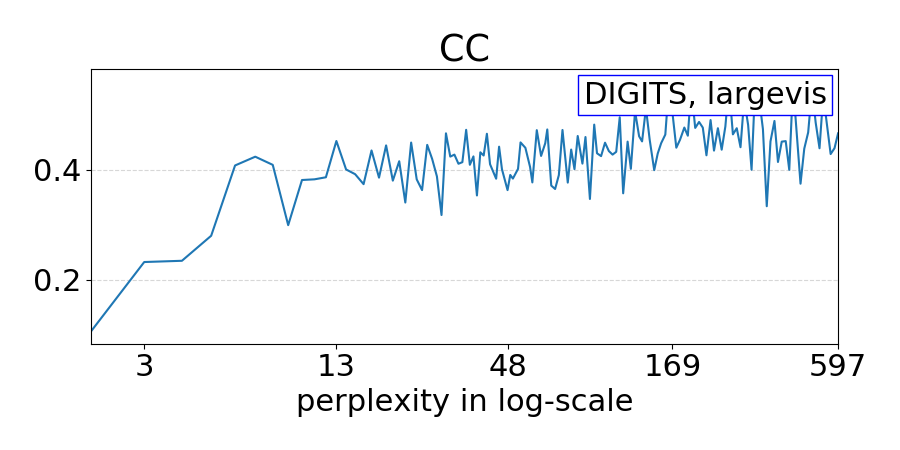 CC
DIGITS, largevis
0.4
0.2
3 13 48 169 597
perplexity in log-scale